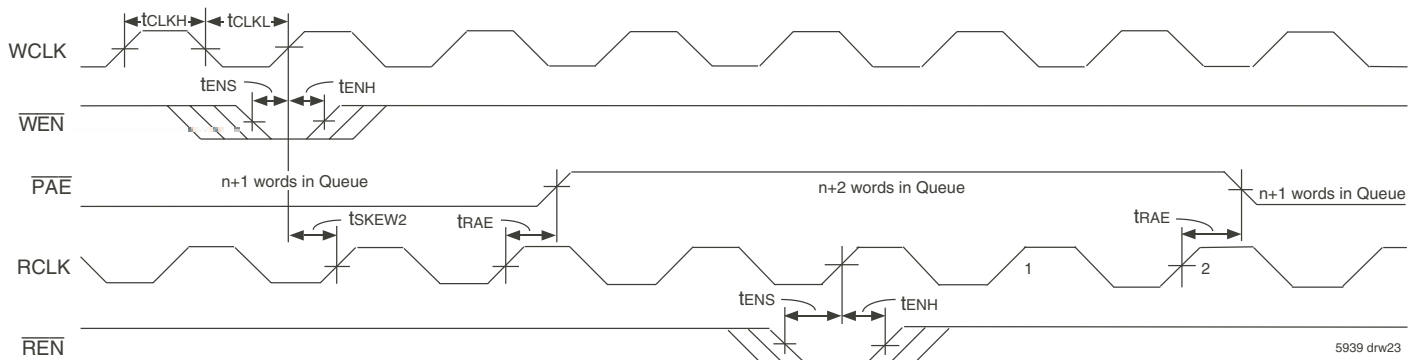 tCLKH tCLKL
WCLK
tENS tENH
WEN
PAE n+1 words in Queue n+2 words in Queue n+1 words in Queue
tSKEW2 tRAE tRAE
RCLK 1 2
tENS tENH
REN
5939 drw23